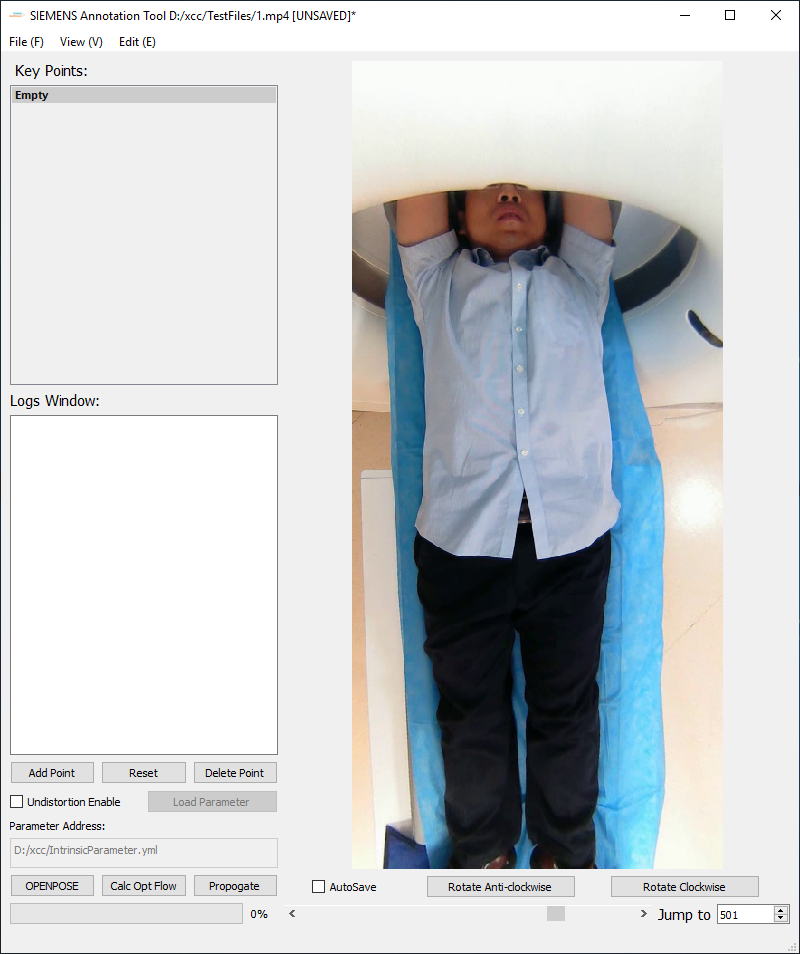 SIEMENS Annotation Tool D:/xcc/TestFiles/1.mp4 [UNSAVED]*
File (F) View (V) Edit (E)
Key Points:
Empty
Logs Window:
Add Point Reset Delete Point
Undistortion Enable Load Parameter
Parameter Address:
D:/xcc/IntrinsicParameter.yml
OPENPOSE Calc Opt Flow Propogate AutoSave Rotate Anti-clockwise Rotate Clockwise
0% Jump to 501